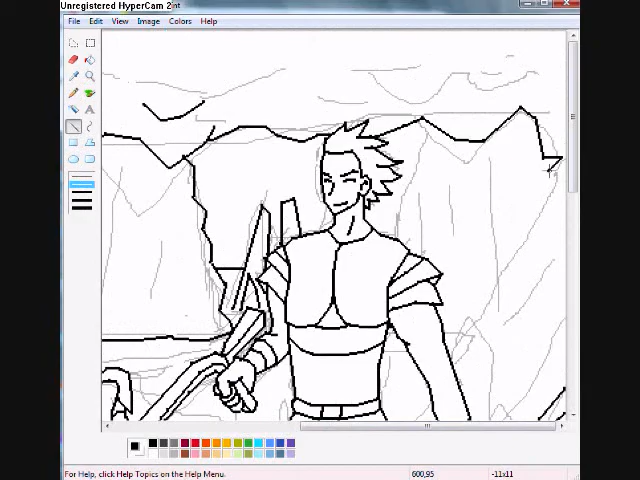 Unregistered HyperCam 2nt
File Edit View Image Colors Help
For Help, click Help Topics on the Help Menu. 600,95 -11x11